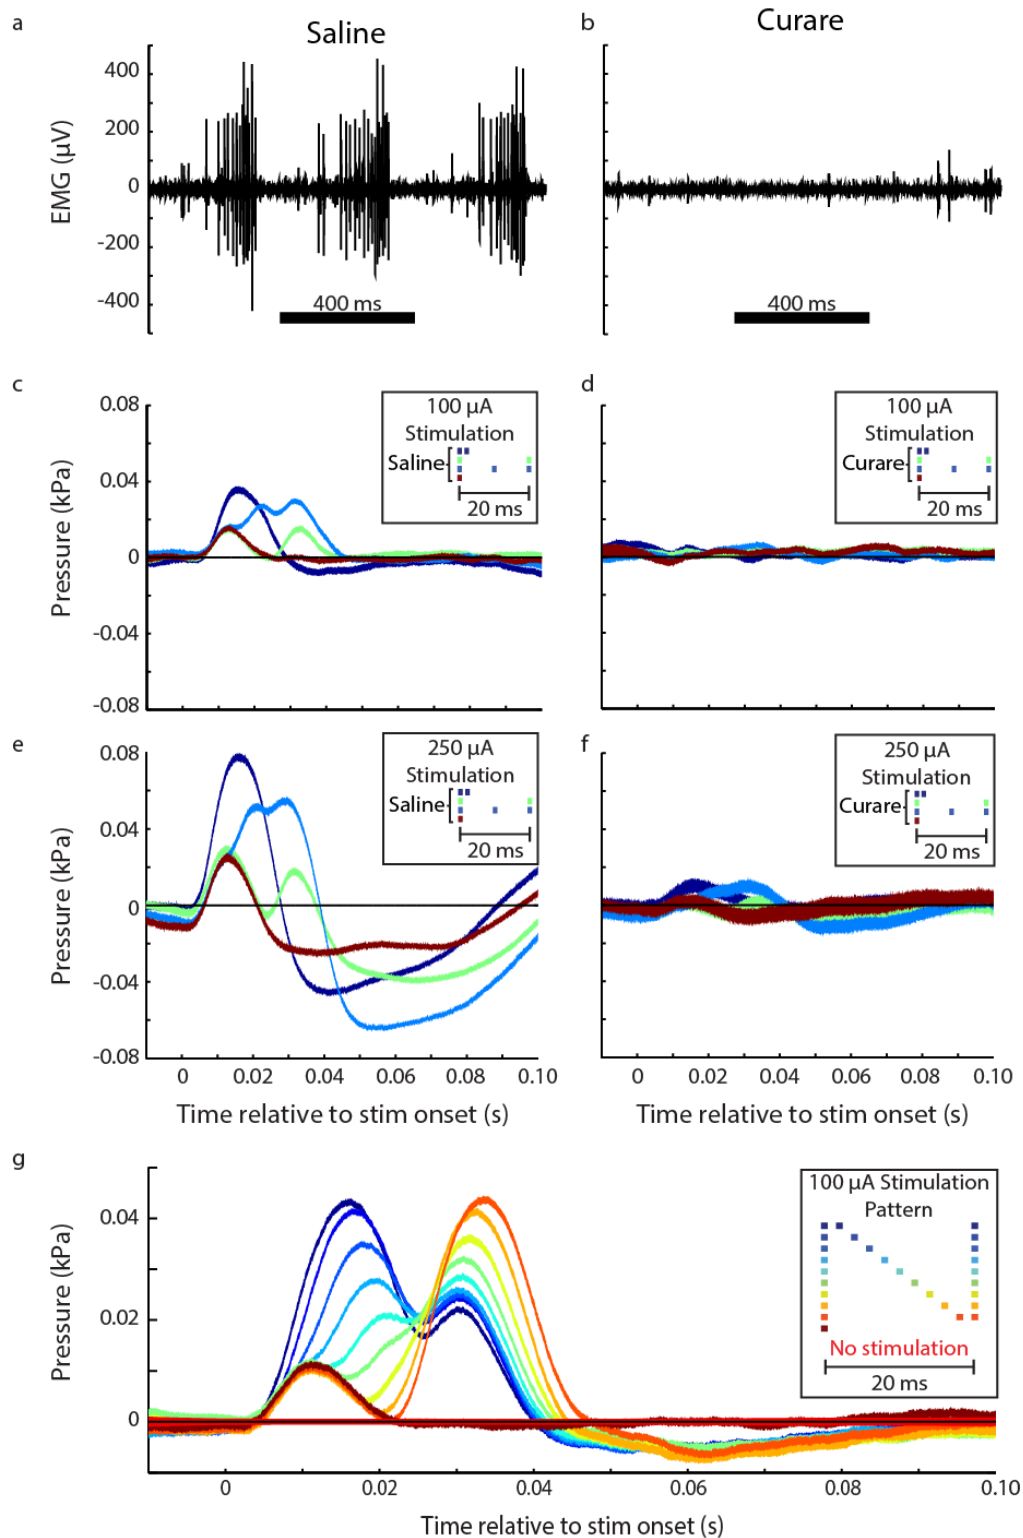 a
Saline
b
Curare
EMG (µV)
400
200
0
-200
-400
400 ms
400 ms
c
d
Pressure (kPa)
0.08
0.04
0
-0.04
-0.08
100 µA
Stimulation
Saline
20 ms
100 µA
Stimulation
Curare
20 ms
e
f
Pressure (kPa)
0.08
0.04
0
-0.04
-0.08
250 µA
Stimulation
Saline
20 ms
250 µA
Stimulation
Curare
20 ms
0 0.02 0.04 0.06 0.08 0.10
0 0.02 0.04 0.06 0.08 0.10
Time relative to stim onset (s)
Time relative to stim onset (s)
g
Pressure (kPa)
0.04
0.02
0
100 µA Stimulation
Pattern
No stimulation
20 ms
0 0.02 0.04 0.06 0.08 0.10
Time relative to stim onset (s)